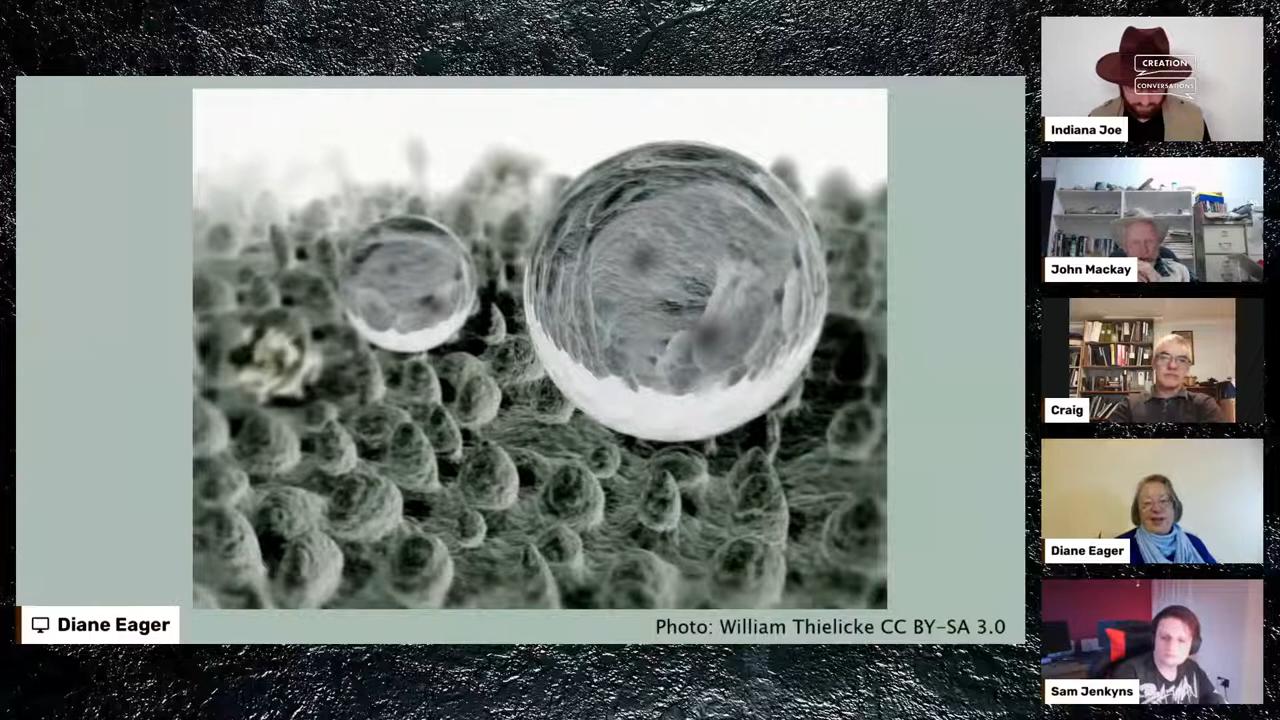 CREATION
CONVERSATIONS
Indiana Joe
John Mackay
Craig
Diane Eager
Sam Jenkyns
Diane Eager
Photo: William Thielicke CC BY-SA 3.0